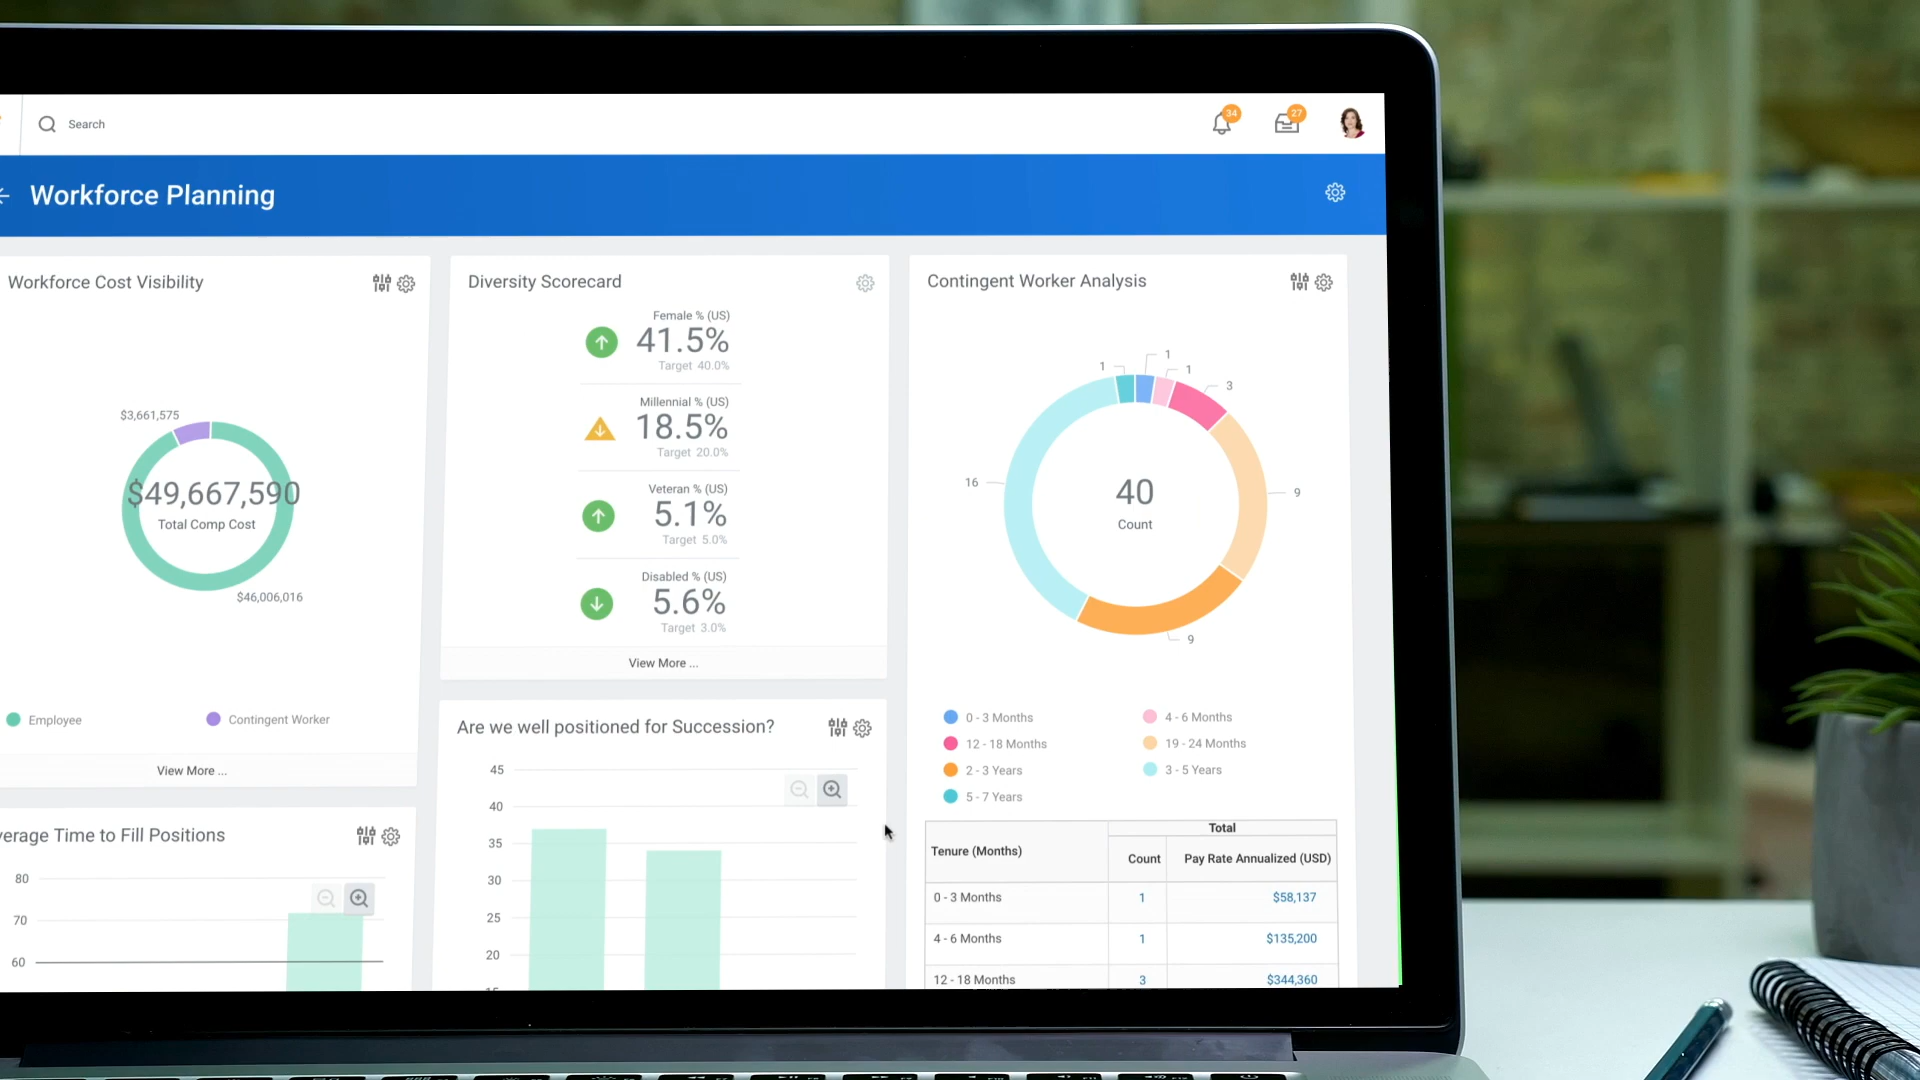 Search
34
27
Workforce Planning
Workforce Cost Visibility
$3,661,575
$49,667,590
Total Comp Cost
$46,006,016
Employee
Contingent Worker
View More ...
verage Time to Fill Positions
80
70
60
Diversity Scorecard
Female % (US)
41.5%
Target 40.0%
Millennial % (US)
18.5%
Target 20.0%
Veteran % (US)
5.1%
Target 5.0%
Disabled % (US)
5.6%
Target 3.0%
View More ...
Are we well positioned for Succession?
45
40
35
30
25
20
Contingent Worker Analysis
1
1
1
3
16
9
9
40
Count
0 - 3 Months
4 - 6 Months
12 - 18 Months
19 - 24 Months
2 - 3 Years
3 - 5 Years
5 - 7 Years
Total
Tenure (Months)
Count
Pay Rate Annualized (USD)
0 - 3 Months 1 $58,137
4 - 6 Months 1 $135,200
12 - 18 Months 3 $344,360